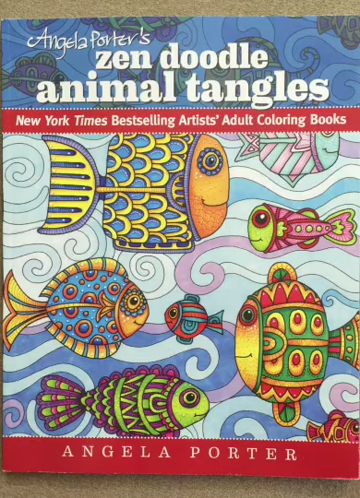 Angela Porter's
zen doodle
animal tangles
New York Times Bestselling Artists' Adult Coloring Books
ANGELA PORTER